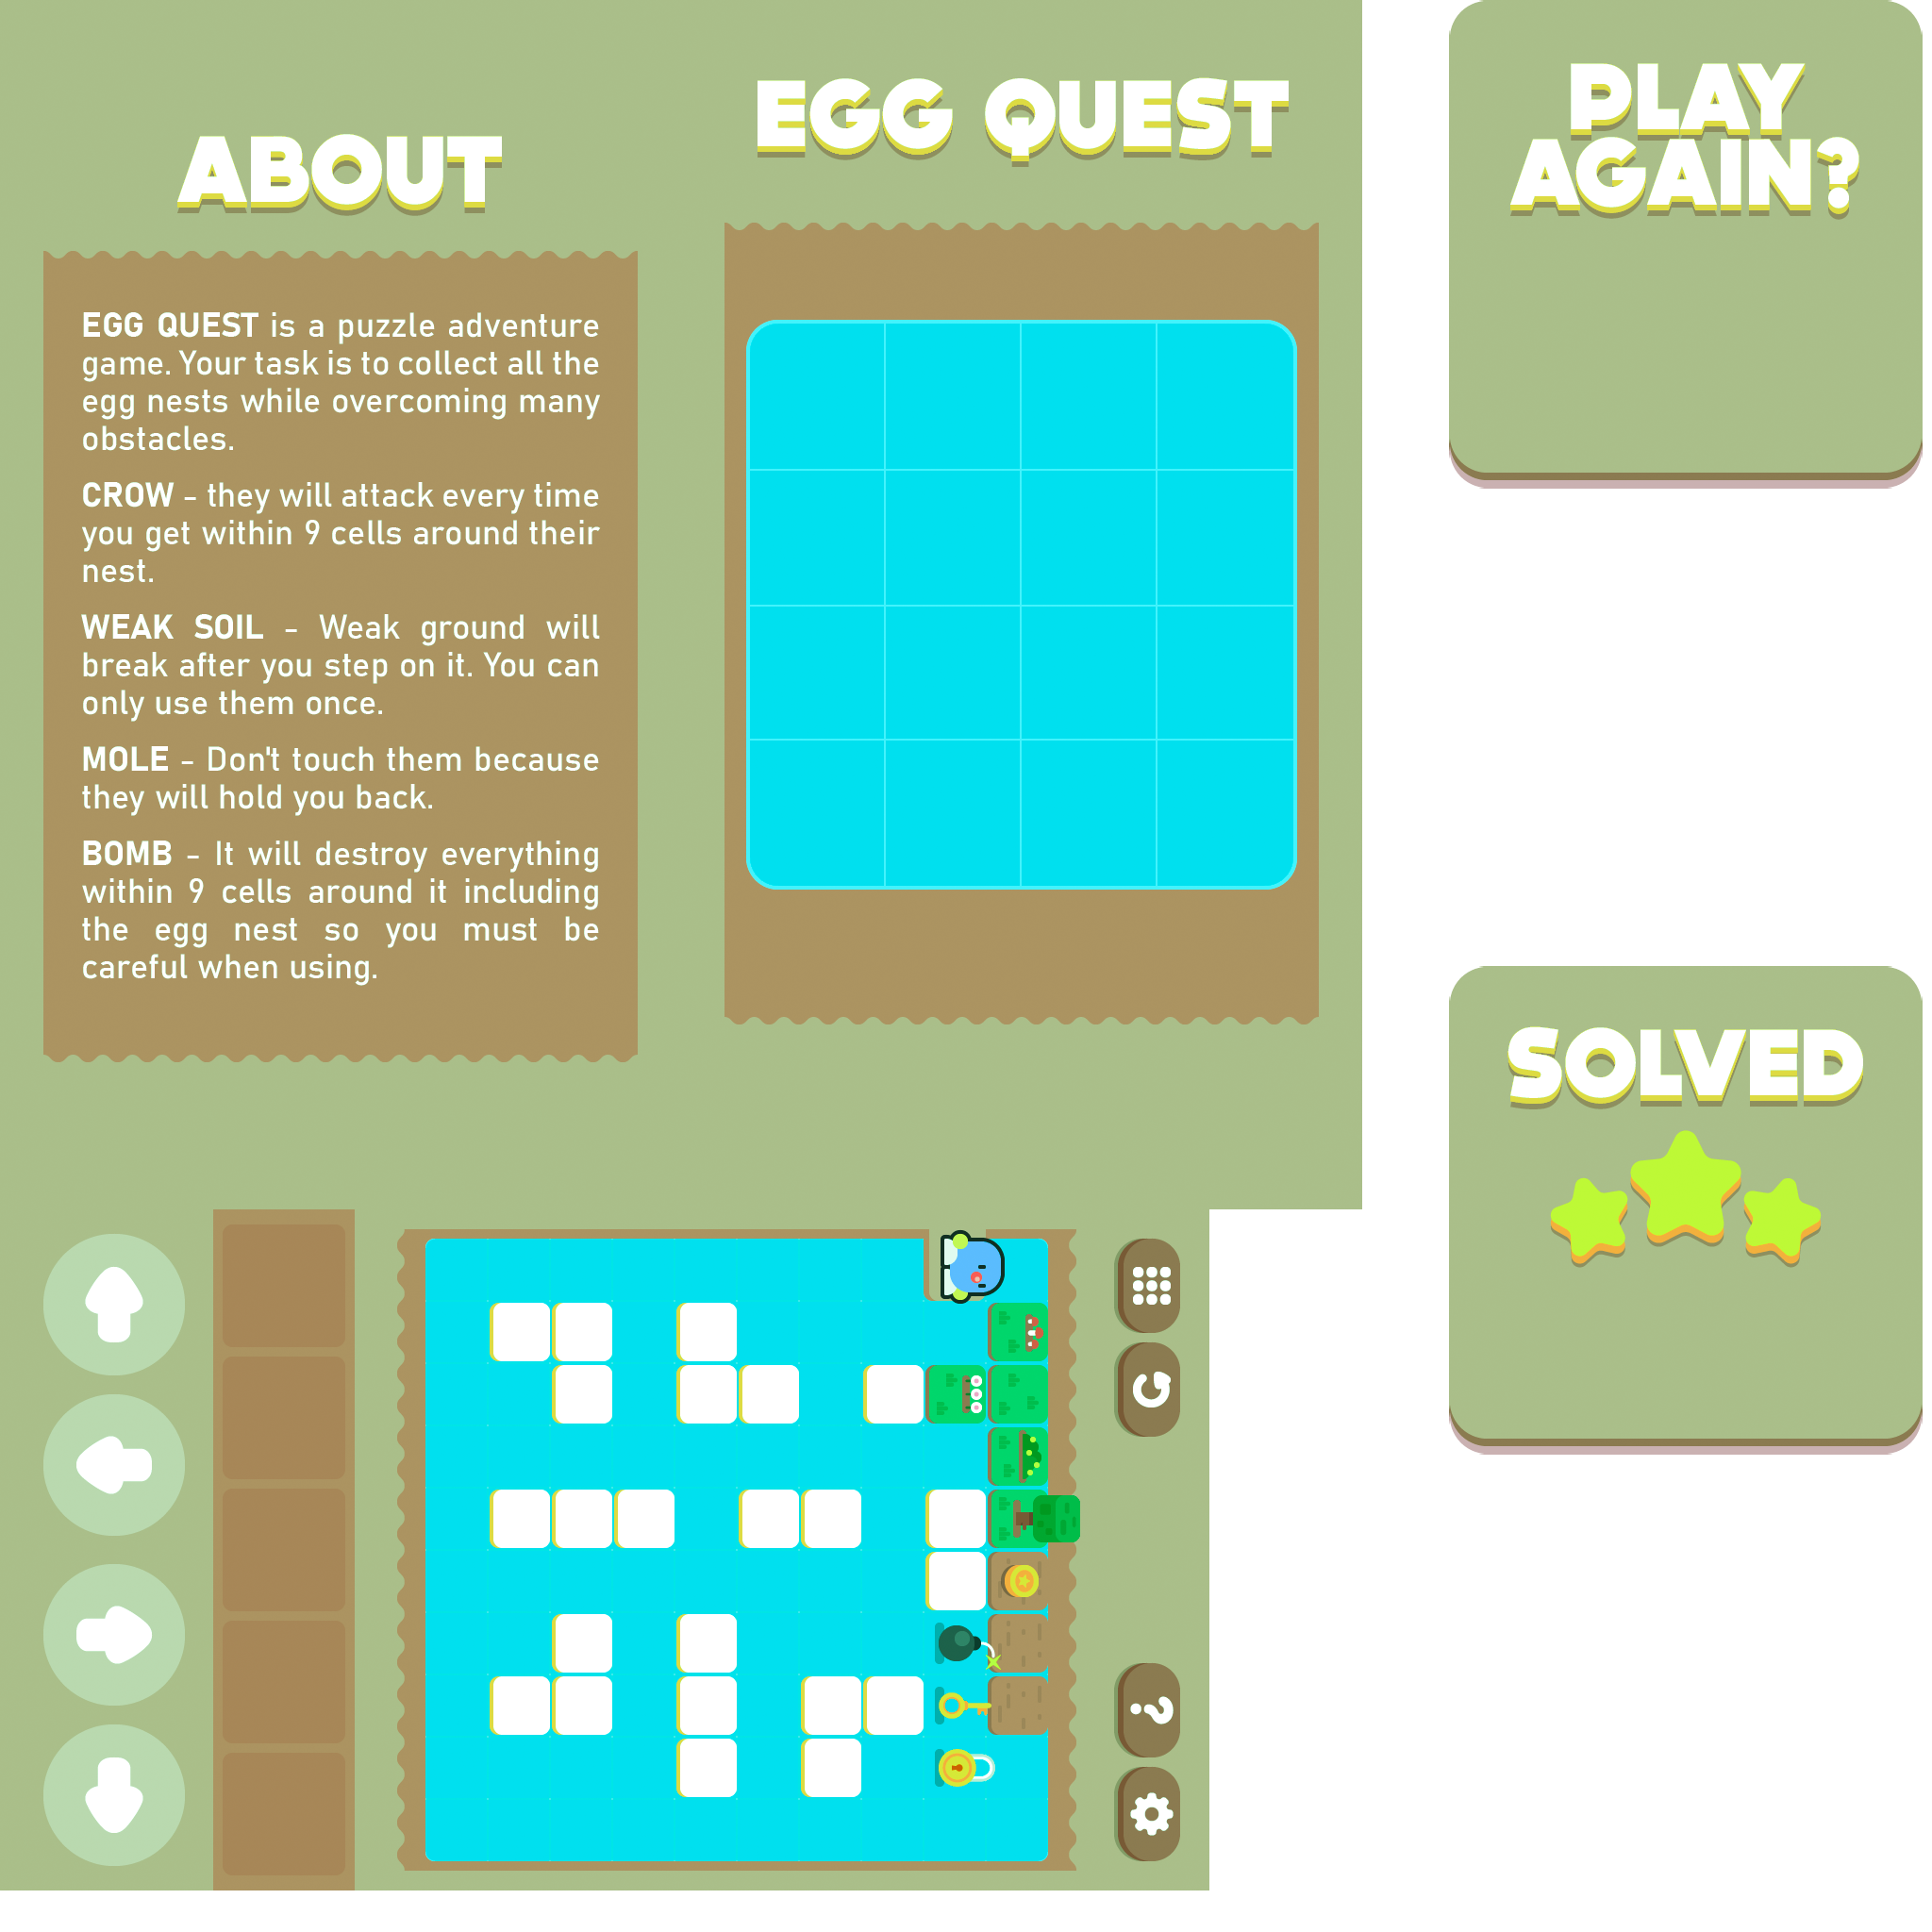 ABOUT
EGG QUEST is a puzzle adventure
game. Your task is to collect all the
egg nests while overcoming many
obstacles.
CROW - they will attack every time
you get within 9 cells around their
nest.
WEAK SOIL - Weak ground will
break after you step on it. You can
only use them once.
MOLE - Don't touch them because
they will hold you back.
BOMB - It will destroy everything
within 9 cells around it including
the egg nest so you must be
careful when using.
EGG QUEST
PLAY
AGAIN?
SOLVED
?